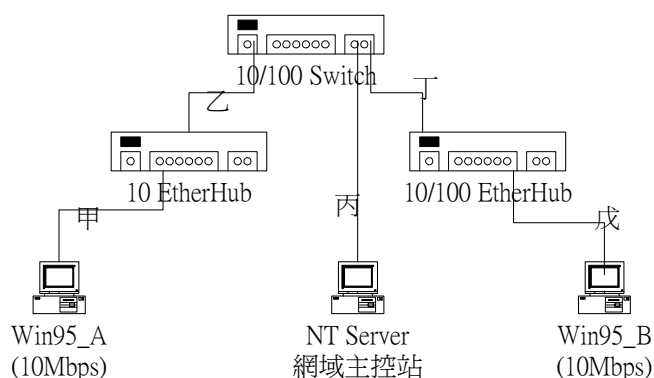 10/100 Switch
乙
丁
10 EtherHub
10/100 EtherHub
甲
丙
戊
Win95_A
(10Mbps)
NT Server
網域主控站
Win95_B
(10Mbps)